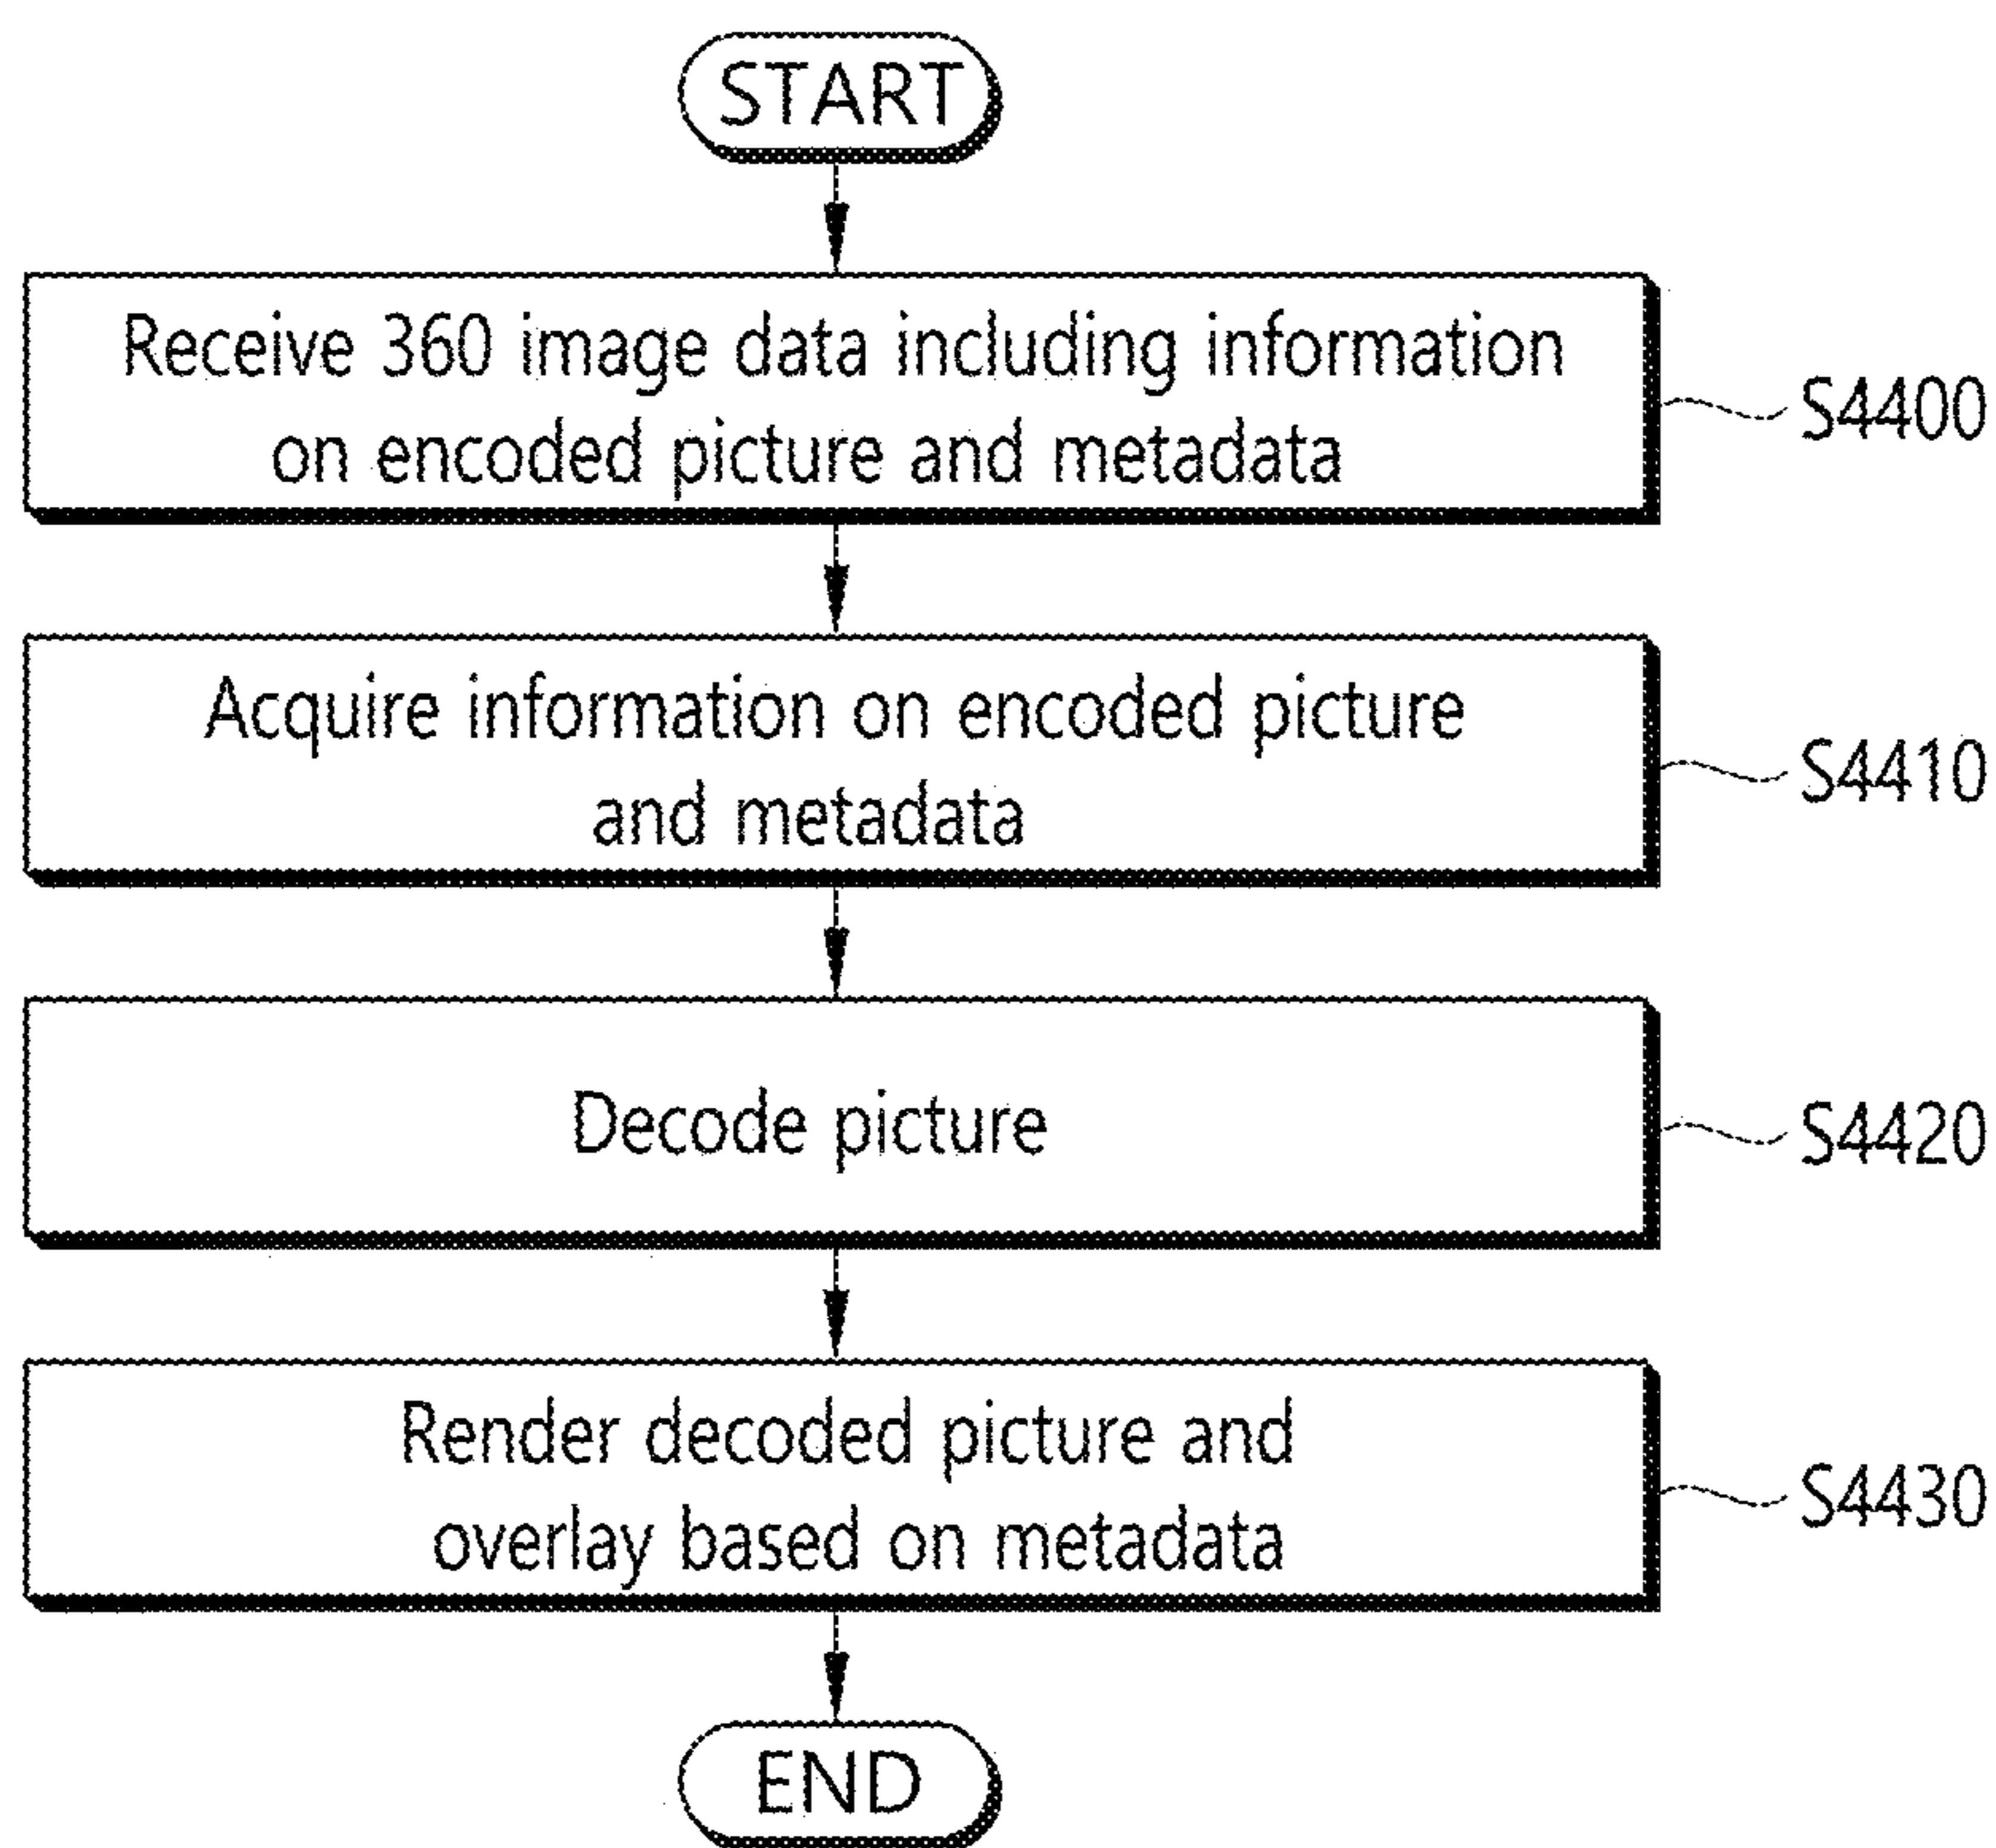 START
Receive 360 image data including information
on encoded picture and metadata
S4400
Acquire information on encoded picture
and metadata
S4410
Decode picture
S4420
Render decoded picture and
overlay based on metadata
S4430
END